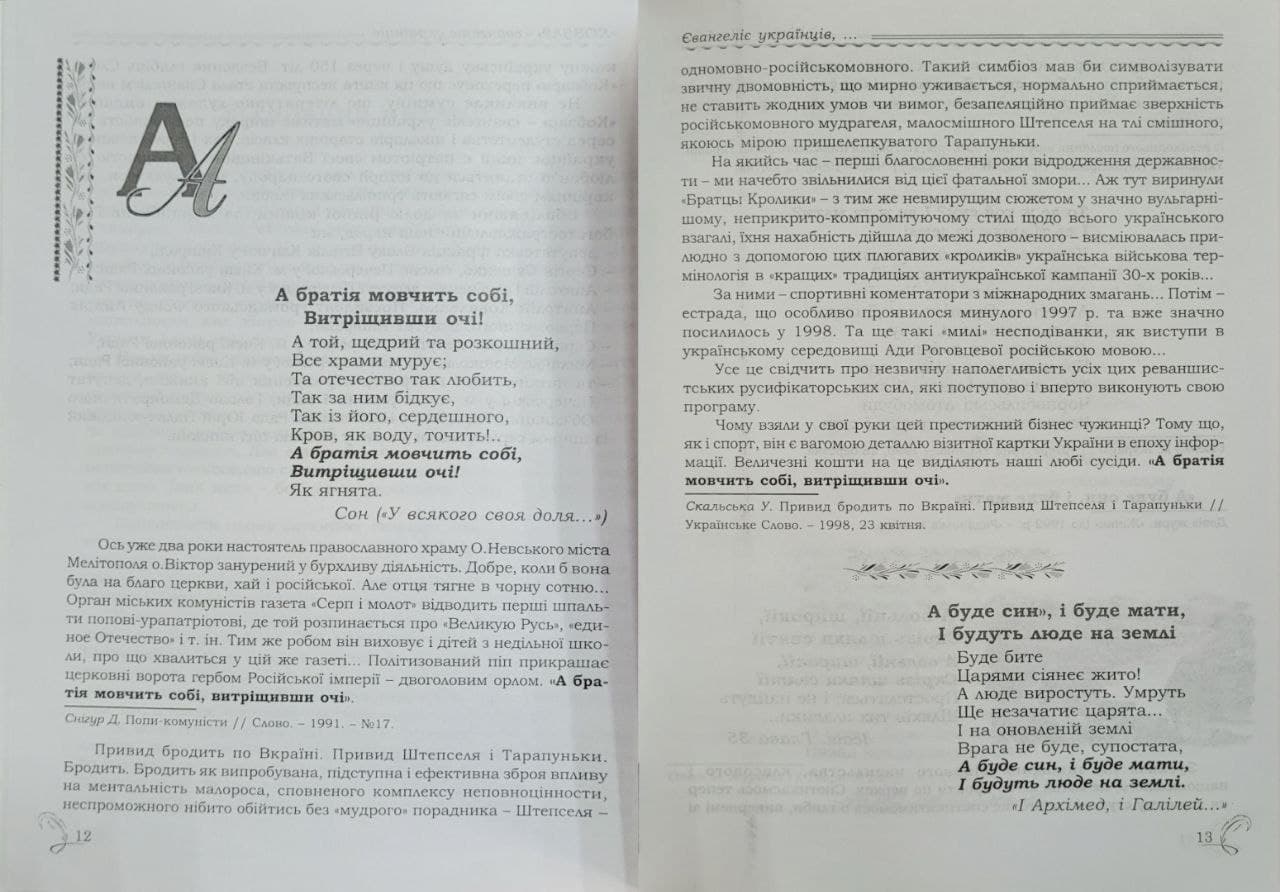 А
А
А братія мовчить собі,
Витріщивши очі!
А той, щедрий та розкошний,
Все храми мурує;
Та отечество так любить,
Так за ним бідкує,
Так із його, сердешного,
Кров, як воду, точить!..
А братія мовчить собі,
Витріщивши очі!
Як ягнята.
Сон («У всякого своя доля...»)
Ось уже два роки настоятель православного храму О.Невського міста
Мелітополя о.Віктор занурений у бурхливу діяльність. Добре, коли б вона
була на благо церкви, хай і російської. Але отця тягне в чорну сотню...
Орган міських комуністів газета «Серп і молот» відводить перші шпаль-
ти попові-урапатріотові, де той розпинається про «Великую Русь», «еди-
ное Отечество» і т. ін. Тим же робом він виховує і дітей з недільної шко-
ли, про що хвалиться у цій же газеті... Політизований піп прикрашає
церковні ворота гербом Російської імперії – двоголовим орлом. «А бра-
тія мовчить собі, витріщивши очі».
Снігур Д. Попи-комуністи // Слово. – 1991. – №17.
Привид бродить по Вкраїні. Привид Штепселя і Тарапуньки.
Бродить. Бродить як випробувана, підступна і ефективна зброя впливу
на ментальність малороса, сповненого комплексу неповноцінності,
неспроможного нібито обійтись без «мудрого» порадника – Штепселя –
12
Євангеліє українців, ...
одномовно-російськомовного. Такий симбіоз мав би символізувати
звичну двомовність, що мирно уживається, нормально сприймається,
не ставить жодних умов чи вимог, безапеляційно приймає зверхність
російськомовного мудрагеля, малосмішного Штепселя на тлі смішного,
якоюсь мірою пришелепкуватого Тарапуньки.
На якийсь час – перші благословенні роки відродження державнос-
ти – ми начебто звільнилися від цієї фатальної змори... Аж тут виринули
«Братцы Кролики» – з тим же невмирущим сюжетом у значно вульгарні-
шому, неприкрито-компромітуючому стилі щодо всього українського
взагалі, їхня нахабність дійшла до межі дозволеного – висміювалась при-
людно з допомогою цих плюгавих «кроликів» українська військова тер-
мінологія в «кращих» традиціях антиукраїнської кампанії 30-х років...
За ними – спортивні коментатори з міжнародних змагань... Потім –
естрада, що особливо проявилося минулого 1997 р. та вже значно
посилилось у 1998. Та ще такі «милі» несподіванки, як виступи в
українському середовищі Ади Роговцевої російською мовою...
Усе це свідчить про незвичну наполегливість усіх цих реваншис-
тських русифікаторських сил, які поступово і вперто виконують свою
програму.
Чому взяли у свої руки цей престижний бізнес чужинці? Тому що,
як і спорт, він є вагомою деталлю візитної картки України в епоху інфор-
мації. Величезні кошти на це виділяють наші любі сусіди. «А братія
мовчить собі, витріщивши очі».
Скальська У. Привид бродить по Вкраїні. Привид Штепселя і Тарапуньки //
Українське Слово. – 1998, 23 квітня.
А буде син», і буде мати,
І будуть люде на землі
Буде бите
Царями сіянеє жито!
А люде виростуть. Умруть
Ще незачатиє царята...
І на оновленій землі
Врага не буде, супостата,
А буде син, і буде мати,
І будуть люде на землі.
«І Архімед, і Галілей...»
13